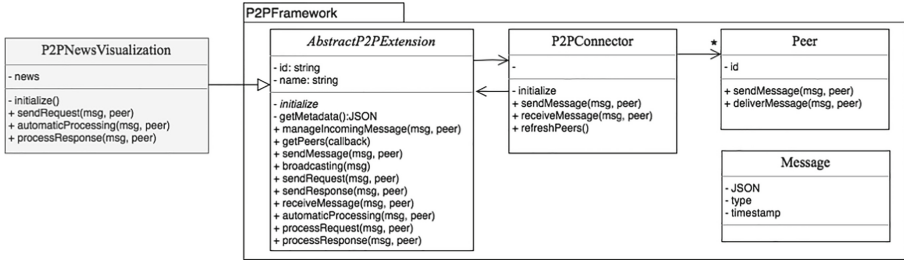 P2PFramework
P2PNewsVisualization
- news
- initialize()
+ sendRequest(msg, peer)
+ automaticProcessing(msg, peer)
+ processResponse(msg, peer)
AbstractP2PExtension
- id: string
- name: string
- initialize
- getMetadata():JSON
+ manageIncomingMessage(msg, peer)
+ getPeers(callback)
+ sendMessage(msg, peer)
+ broadcasting(msg)
+ sendRequest(msg, peer)
+ sendResponse(msg, peer)
+ receiveMessage(msg, peer)
+ automaticProcessing(msg, peer)
+ processRequest(msg, peer)
+ processResponse(msg, peer)
P2PConnector
-
- initialize
+ sendMessage(msg, peer)
+ receiveMessage(msg, peer)
+ refreshPeers()
*
Peer
- id
+ sendMessage(msg, peer)
+ deliverMessage(msg, peer)
Message
- JSON
- type
- timestamp